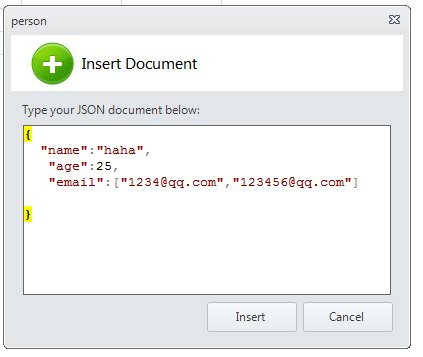 person
Insert Document
Type your JSON document below:
{
"name":"haha",
"age":25,
"email":["1234@qq.com","123456@qq.com"]
}
Insert
Cancel